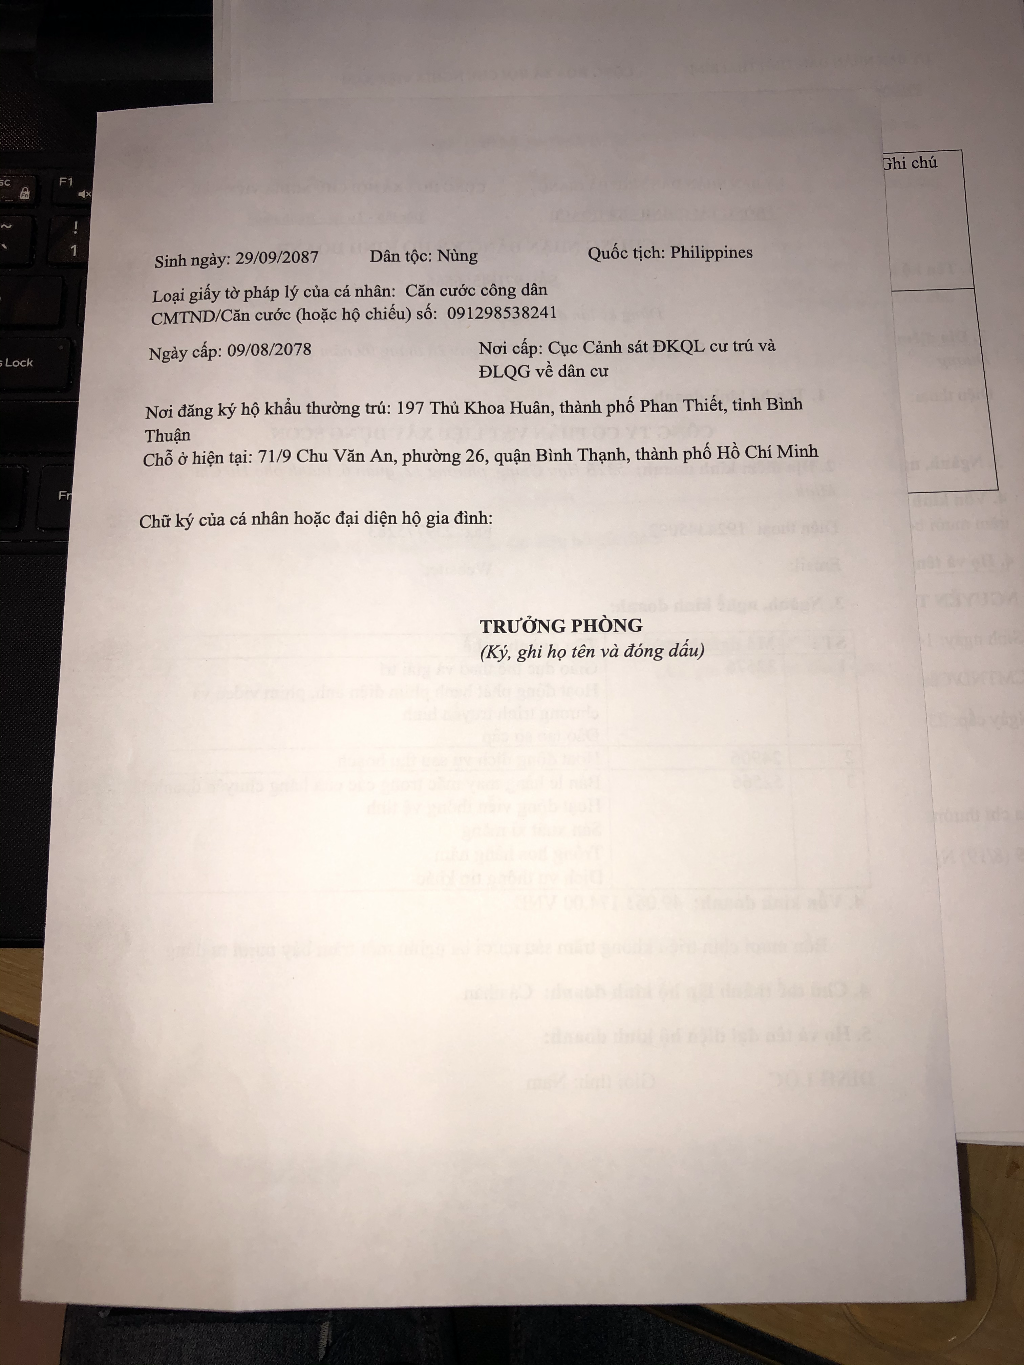 Ghi chú
Sinh ngày: 29/09/2087 Dân tộc: Nùng Quốc tịch: Philippines
Loại giấy tờ pháp lý của cá nhân: Căn cước công dân
CMTND/Căn cước (hoặc hộ chiếu) số: 091298538241
Ngày cấp: 09/08/2078 Nơi cấp: Cục Cảnh sát ĐKQL cư trú và
ĐLQG về dân cư
Nơi đăng ký hộ khẩu thường trú: 197 Thủ Khoa Huân, thành phố Phan Thiết, tỉnh Bình
Thuận
Chỗ ở hiện tại: 71/9 Chu Văn An, phường 26, quận Bình Thạnh, thành phố Hồ Chí Minh
Chữ ký của cá nhân hoặc đại diện hộ gia đình:
TRƯỞNG PHÒNG
(Ký, ghi họ tên và đóng dấu)
F1
!
1